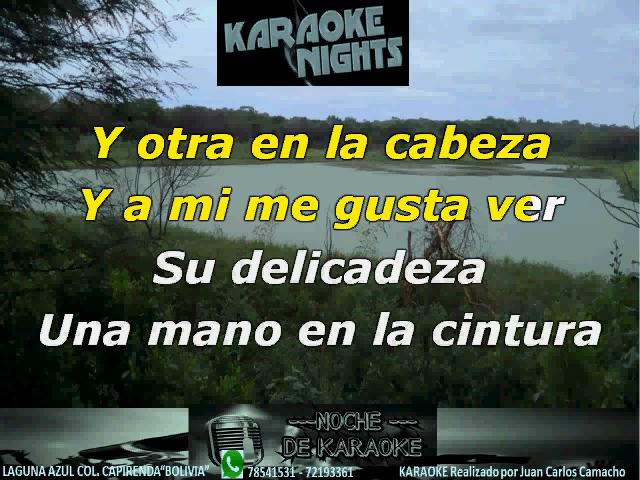 KARAOKE
NIGHTS
Y otra en la cabeza
Y a mi me gusta ver
Su delicadeza
Una mano en la cintura
---NOCHE---
DE KARAOKE
LAGUNA AZUL COL. CAPIRENDA“BOLIVIA” 78541531 - 72193361 KARAOKE Realizado por Juan Carlos Camacho